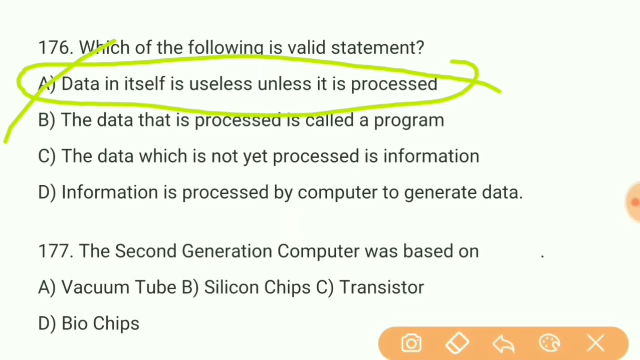 176. Which of the following is valid statement?
A) Data in itself is useless unless it is processed
B) The data that is processed is called a program
C) The data which is not yet processed is information
D) Information is processed by computer to generate data.
177. The Second Generation Computer was based on .
A) Vacuum Tube B) Silicon Chips C) Transistor
D) Bio Chips